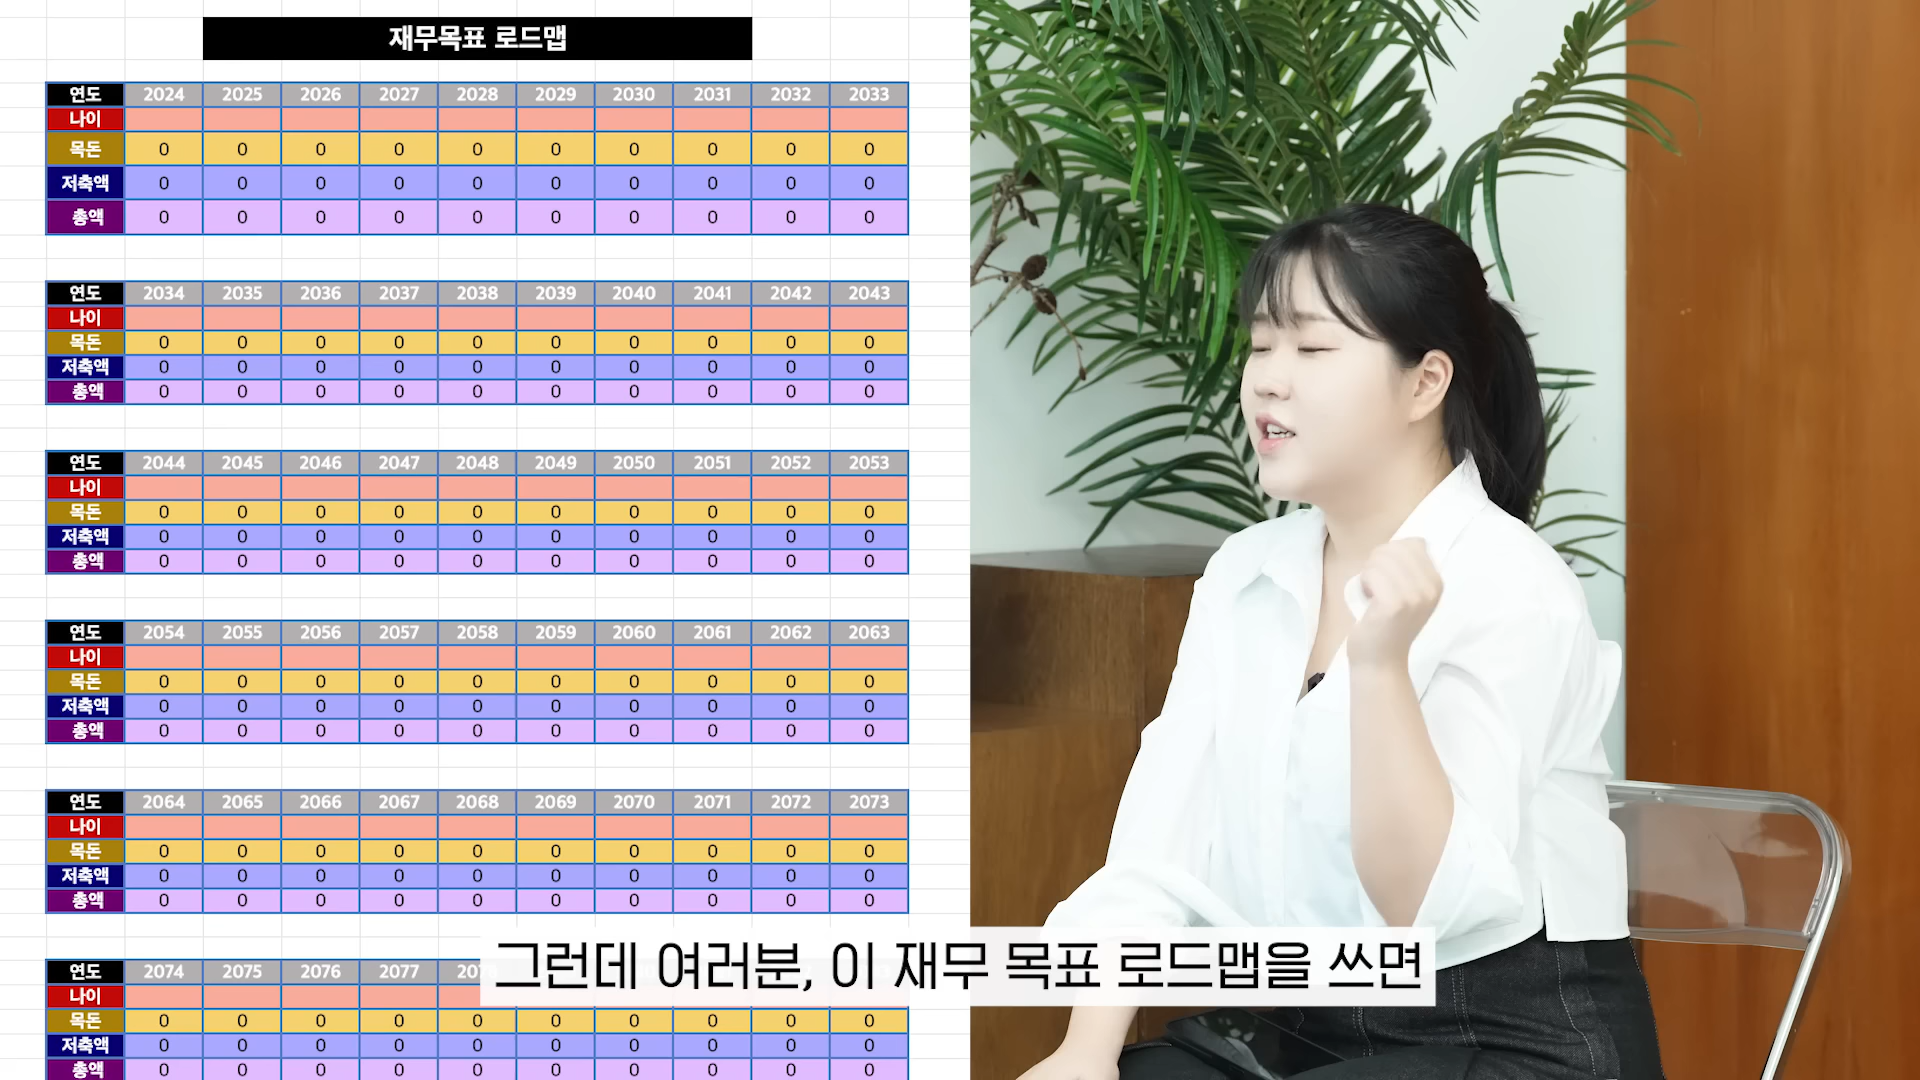 재무목표 로드맵
연도 2024 2025 2026 2027 2028 2029 2030 2031 2032 2033
나이
목돈 0 0 0 0 0 0 0 0 0 0
저축액 0 0 0 0 0 0 0 0 0 0
총액 0 0 0 0 0 0 0 0 0 0
연도 2034 2035 2036 2037 2038 2039 2040 2041 2042 2043
나이
목돈 0 0 0 0 0 0 0 0 0 0
저축액 0 0 0 0 0 0 0 0 0 0
총액 0 0 0 0 0 0 0 0 0 0
연도 2044 2045 2046 2047 2048 2049 2050 2051 2052 2053
나이
목돈 0 0 0 0 0 0 0 0 0 0
저축액 0 0 0 0 0 0 0 0 0 0
총액 0 0 0 0 0 0 0 0 0 0
연도 2054 2055 2056 2057 2058 2059 2060 2061 2062 2063
나이
목돈 0 0 0 0 0 0 0 0 0 0
저축액 0 0 0 0 0 0 0 0 0 0
총액 0 0 0 0 0 0 0 0 0 0
연도 2064 2065 2066 2067 2068 2069 2070 2071 2072 2073
나이
목돈 0 0 0 0 0 0 0 0 0 0
저축액 0 0 0 0 0 0 0 0 0 0
총액 0 0 0 0 0 0 0 0 0 0
연도 2074 2075 2076 2077
나이
목돈 0 0 0 0 0 0 0 0 0 0
저축액 0 0 0 0 0 0 0 0 0 0
총액 0 0 0 0 0 0 0 0 0 0
그런데 여러분, 이 재무 목표 로드맵을 쓰면